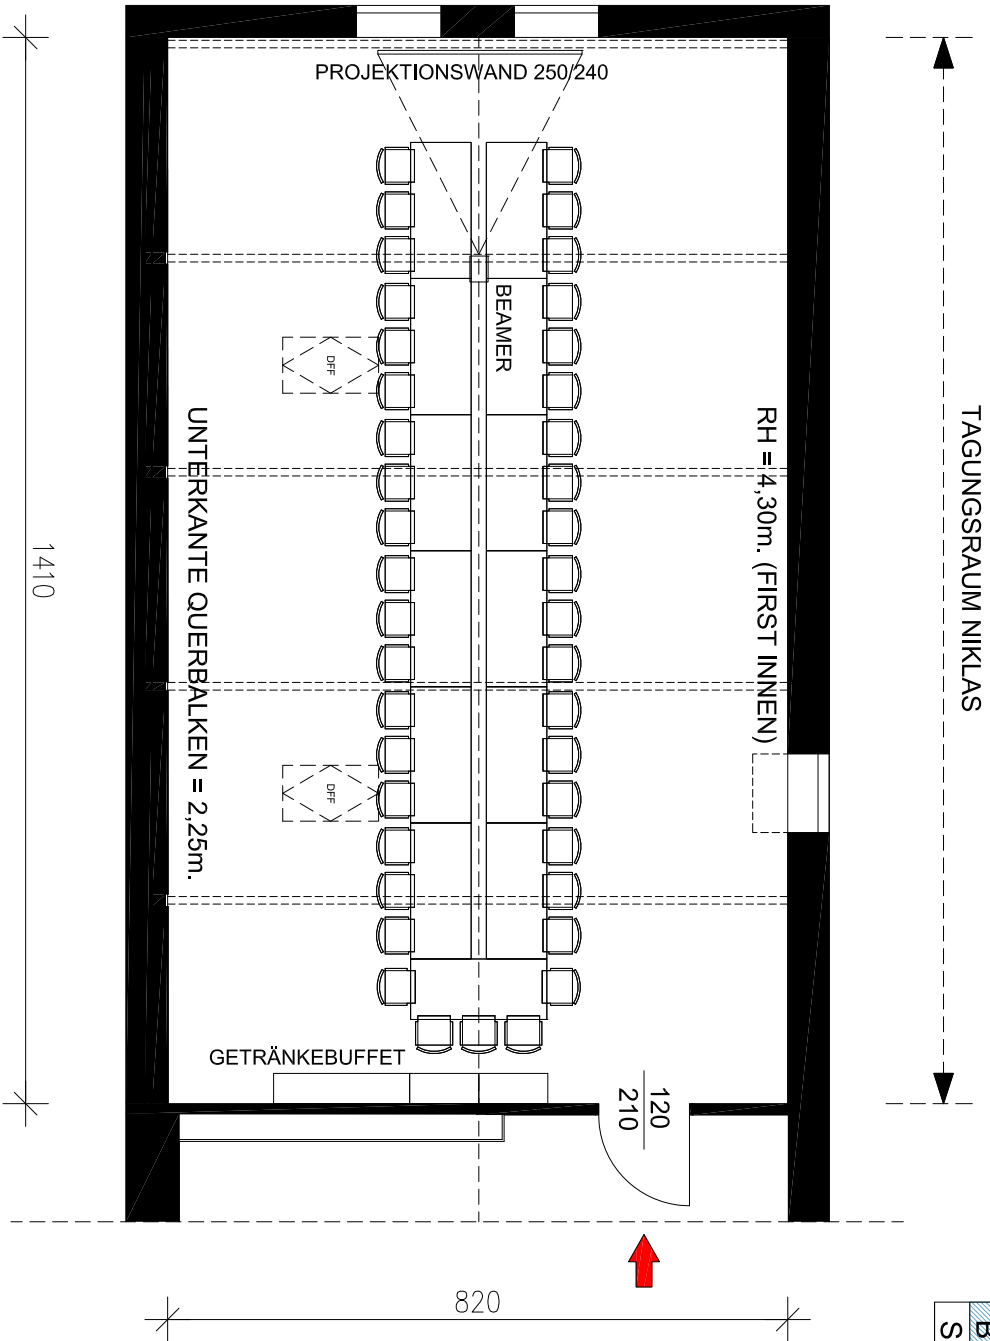 PROJEKTIONSWAND 250/240
BEAMER
DFF
DFF
UNTERKANTE QUERBALKEN = 2,25m.
RH = 4,30m. (FIRST INNEN)
TAGUNGSRAUM NIKLAS
1410
GETRÄNKEBUFFET
120
210
820
S